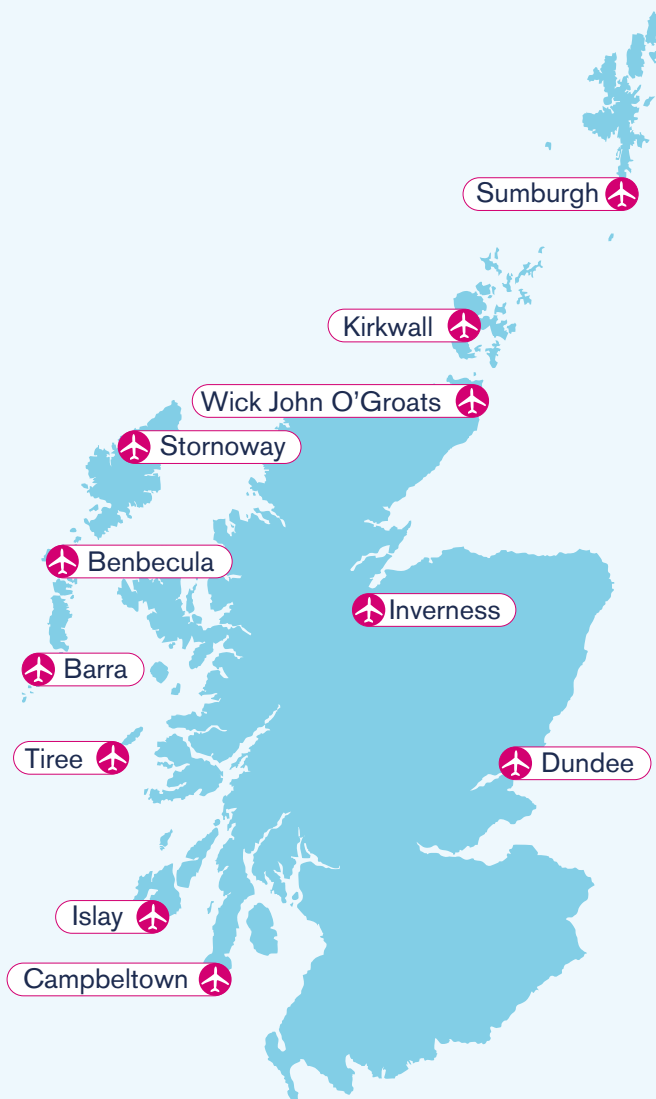 Sumburgh
Kirkwall
Wick John O’Groats
Stornoway
Benbecula
Inverness
Barra
Tiree
Dundee
Islay
Campbeltown